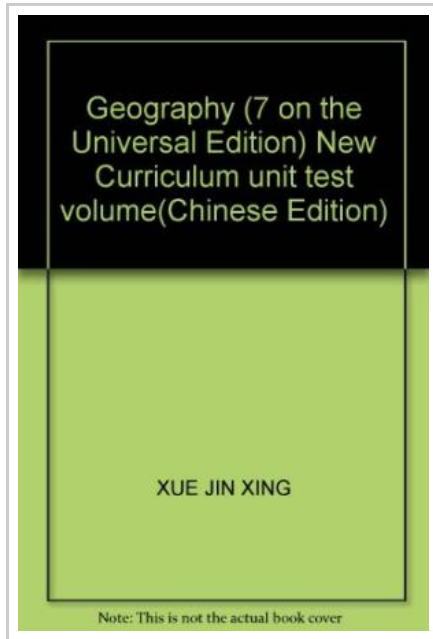 Geography (7 on the
Universal Edition) New
Curriculum unit test
volume(Chinese Edition)
XUE JIN XING
Note: This is not the actual book cover